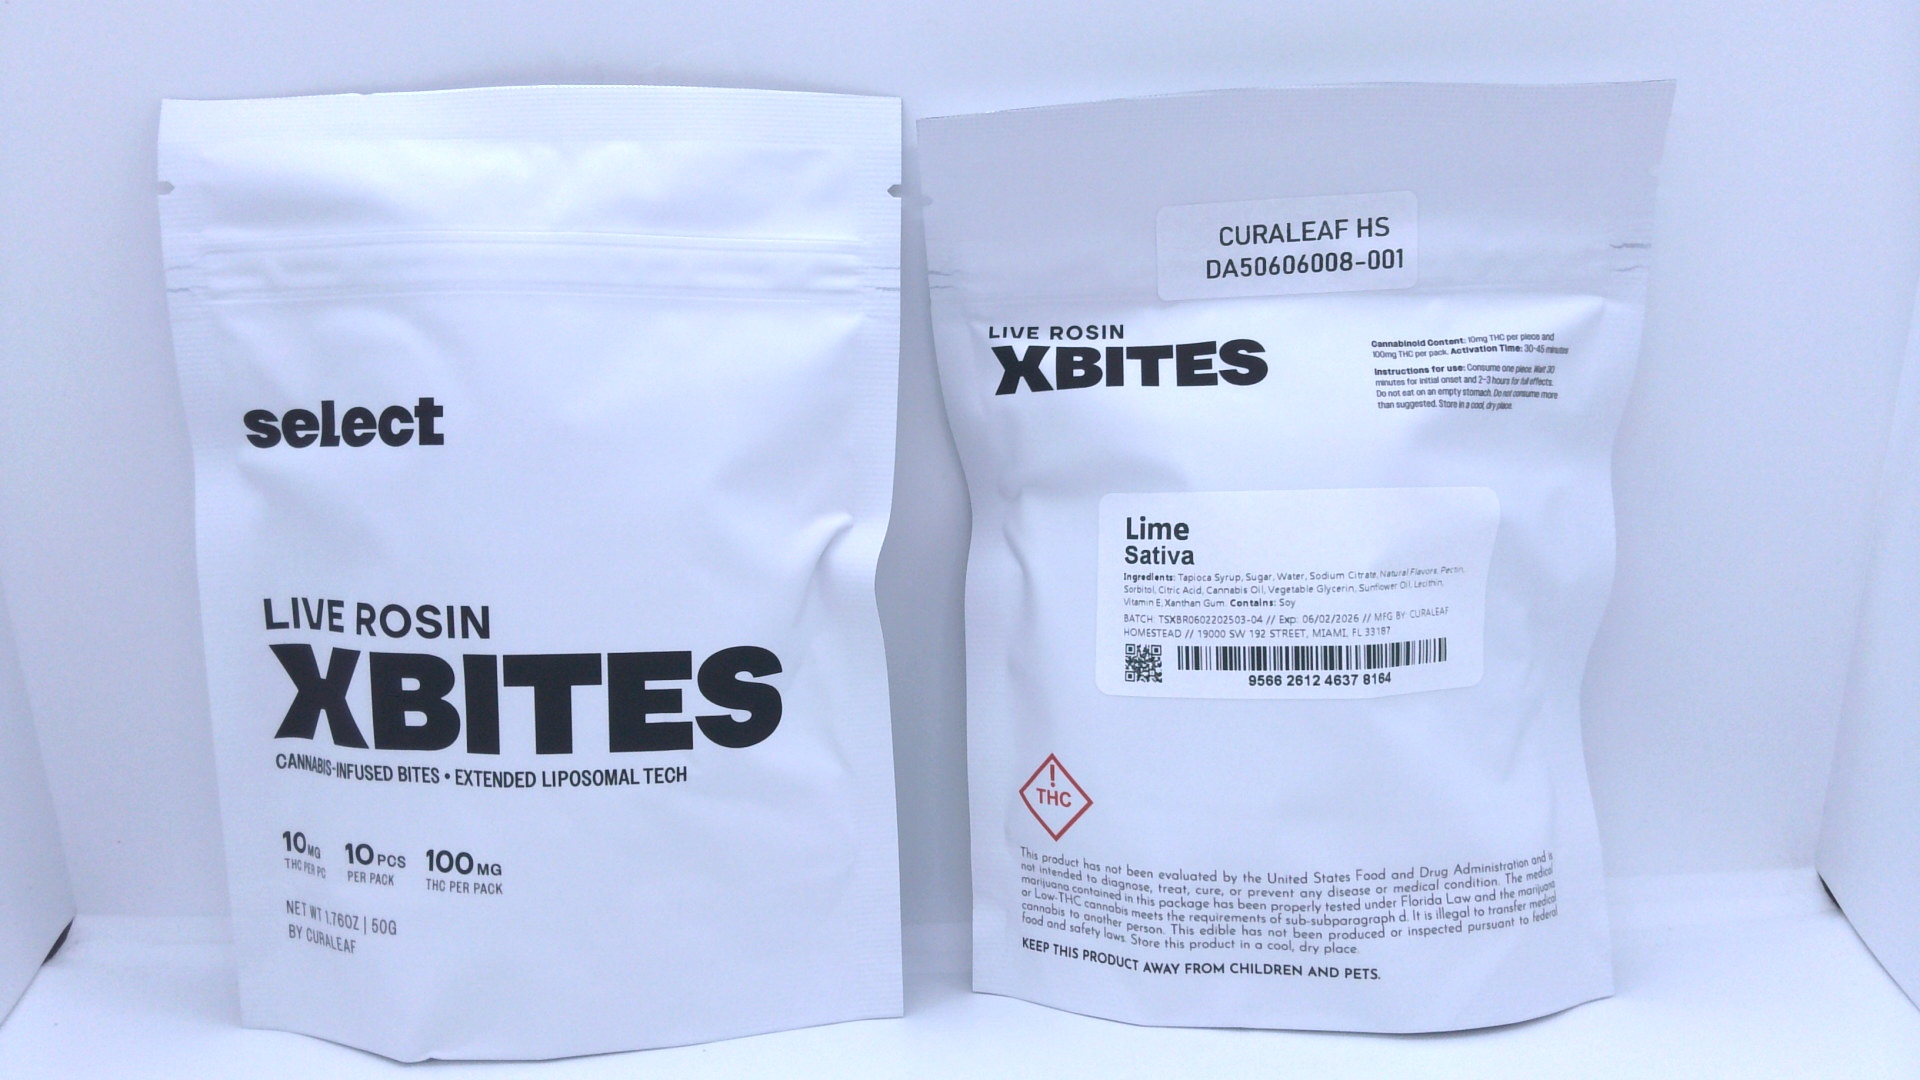 select
LIVE ROSIN
XBITES
CANNABIS-INFUSED BITES • EXTENDED LIPOSOMAL TECH
10MG 10PCS 100MG
THC PER PC PER PACK THC PER PACK
NET WT 1.76OZ | 50G
BY CURALEAF
CURALEAF HS
DA50606008-001
LIVE ROSIN
XBITES
Cannabinoid Content: 10mg THC per piece and
100mg THC per pack. Activation Time: 30-45 minutes
Instructions for use: Consume one piece. Wait 30
minutes for initial onset and 2-3 hours for full effects.
Do not eat on an empty stomach. Do not consume more
than suggested. Store in a cool, dry place.
Lime
Sativa
Ingredients: Tapioca Syrup, Sugar, Water, Sodium Citrate, Natural Flavors, Pectin,
Sorbitol, Citric Acid, Cannabis Oil, Vegetable Glycerin, Sunflower Oil, Lecithin,
Vitamin E, Xanthan Gum. Contains: Soy
BATCH: TSXBR0602202503-04 // Exp: 06/02/2026 // MFG BY: CURALEAF
HOMESTEAD // 19000 SW 192 STREET, MIAMI, FL 33187
9566 2612 4637 8164
!
THC
This product has not been evaluated by the United States Food and Drug Administration and is
not intended to diagnose, treat, cure, or prevent any disease or medical condition. The medical
marijuana contained in this package has been properly tested under Florida Law and the marijuana
or Low-THC cannabis meets the requirements of sub-subparagraph d. It is illegal to transfer medical
cannabis to another person. This edible has not been produced or inspected pursuant to federal
food and safety laws. Store this product in a cool, dry place.
KEEP THIS PRODUCT AWAY FROM CHILDREN AND PETS.